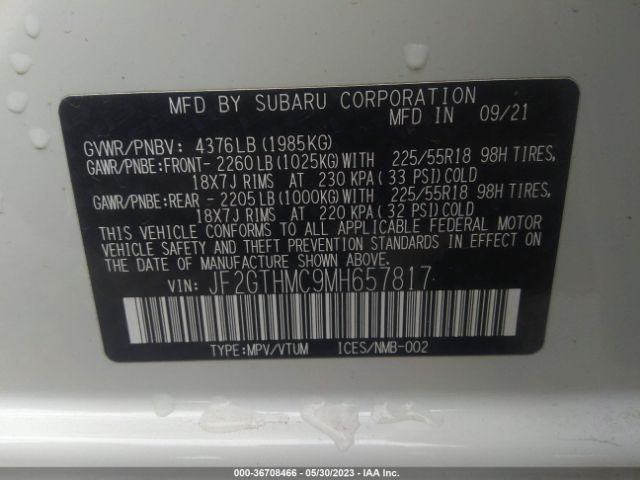 MFD BY SUBARU CORPORATION
MFD IN 09/21
GVWR/PNBV: 4376LB(1985KG)
GAWR/PNBE:FRONT-2260LB(1025KG)WITH 225/55R18 98H TIRES,
18X7J RIMS AT 230 KPA(33 PSI)COLD
GAWR/PNBE:REAR - 2205LB(1000KG)WITH 225/55R18 98H TIRES,
18X7J RIMS AT 220 KPA(32 PSI)COLD
THIS VEHICLE CONFORMS TO ALL APPLICABLE FEDERAL MOTOR
VEHICLE SAFETY AND THEFT PREVENTION STANDARDS IN EFFECT ON
THE DATE OF MANUFACTURE SHOWN ABOVE.
VIN: JF2GTHMC9MH657817
TYPE:MPV/VTUM ICES/NMB-002
000-36708466 - 05/30/2023 - IAA Inc.